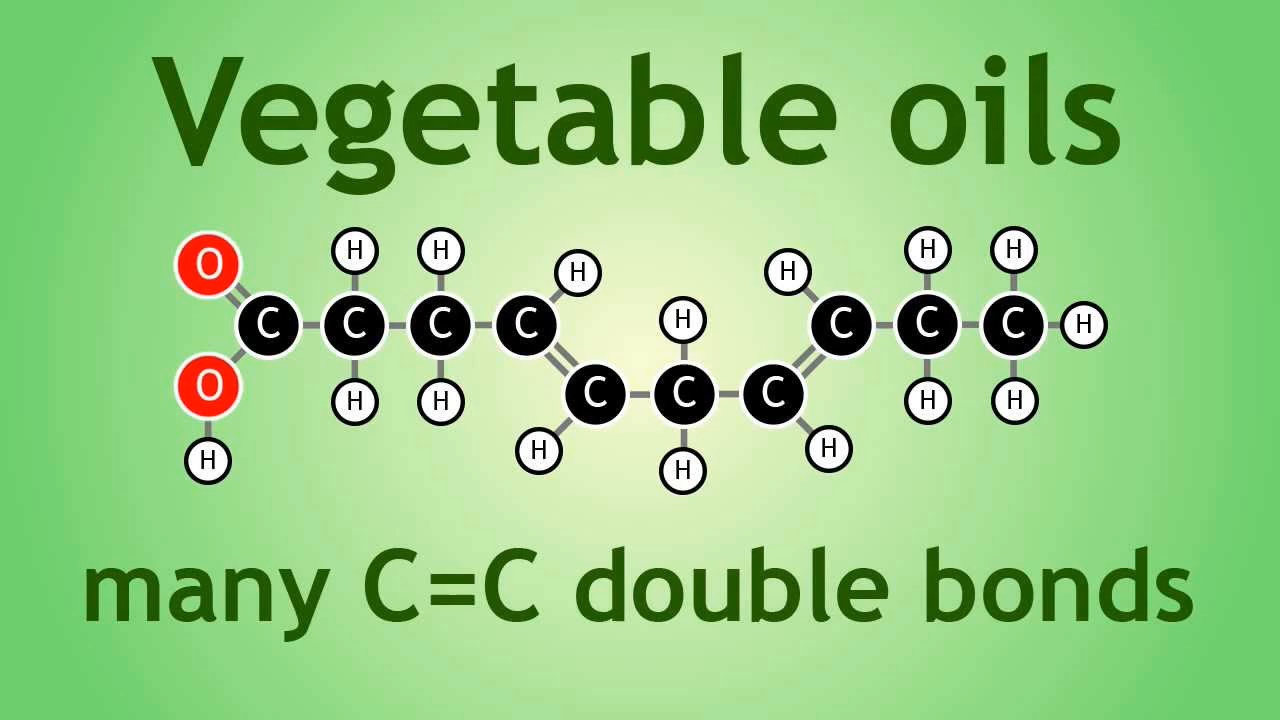 Vegetable oils
H H H H
O H H
C C C C H C C C H
O C C C
H H H H
H H H
H
many C=C double bonds